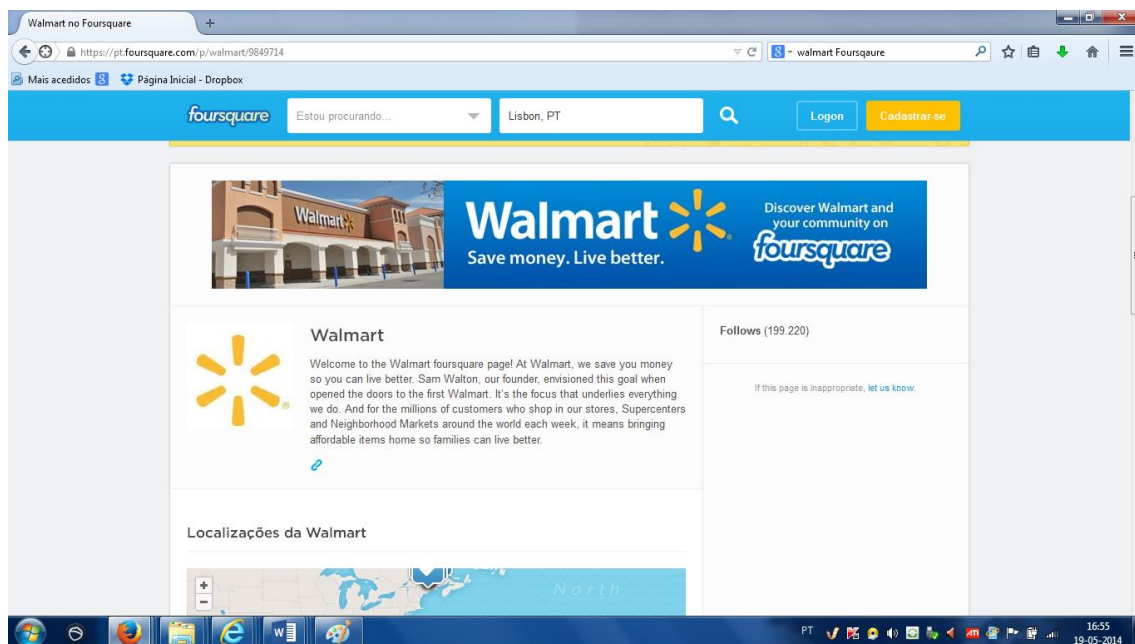 Walmart no Foursquare
https://pt.foursquare.com/p/walmart/9849714
walmart Foursqaure
Mais acedidos
Página Inicial - Dropbox
foursquare
Estou procurando...
Lisbon, PT
Logon
Cadastrar-se
Walmart
Walmart
Save money. Live better.
Discover Walmart and
your community on
foursquare
Walmart
Welcome to the Walmart foursquare page! At Walmart, we save you money
so you can live better. Sam Walton, our founder, envisioned this goal when
opened the doors to the first Walmart. It's the focus that underlies everything
we do. And for the millions of customers who shop in our stores, Supercenters
and Neighborhood Markets around the world each week, it means bringing
affordable items home so families can live better.
Follows (199.220)
If this page is inappropriate, let us know.
Localizações da Walmart
North
PT
16:55
19-05-2014